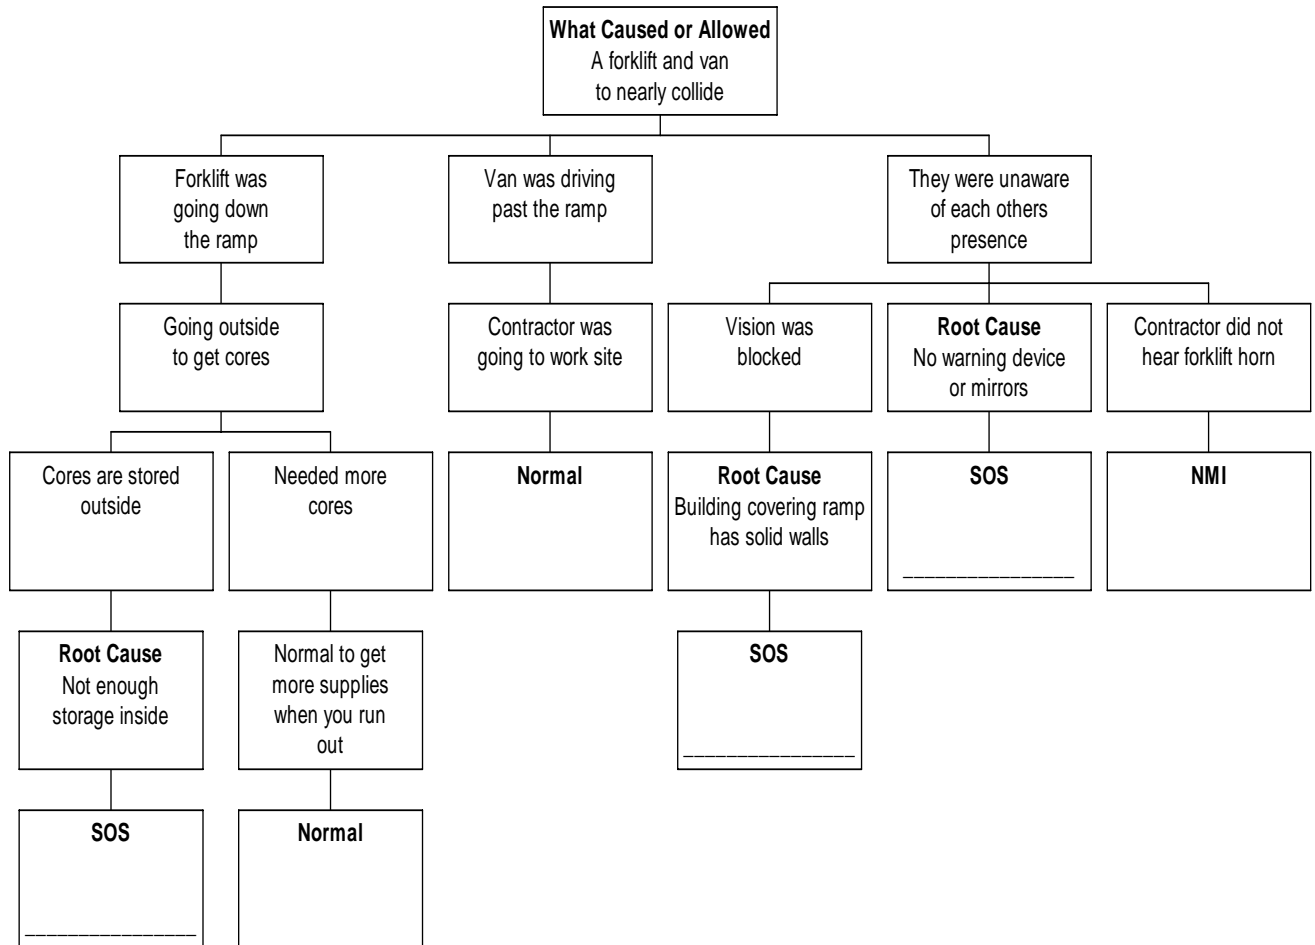 What Caused or Allowed
A forklift and van
to nearly collide
Forklift was
going down
the ramp
Van was driving
past the ramp
They were unaware
of each others
presence
Going outside
to get cores
Contractor was
going to work site
Vision was
blocked
Root Cause
No warning device
or mirrors
Contractor did not
hear forklift horn
Cores are stored
outside
Needed more
cores
Normal
Root Cause
Building covering ramp
has solid walls
SOS
________________
NMI
Root Cause
Not enough
storage inside
Normal to get
more supplies
when you run
out
SOS
________________
SOS
________________
Normal